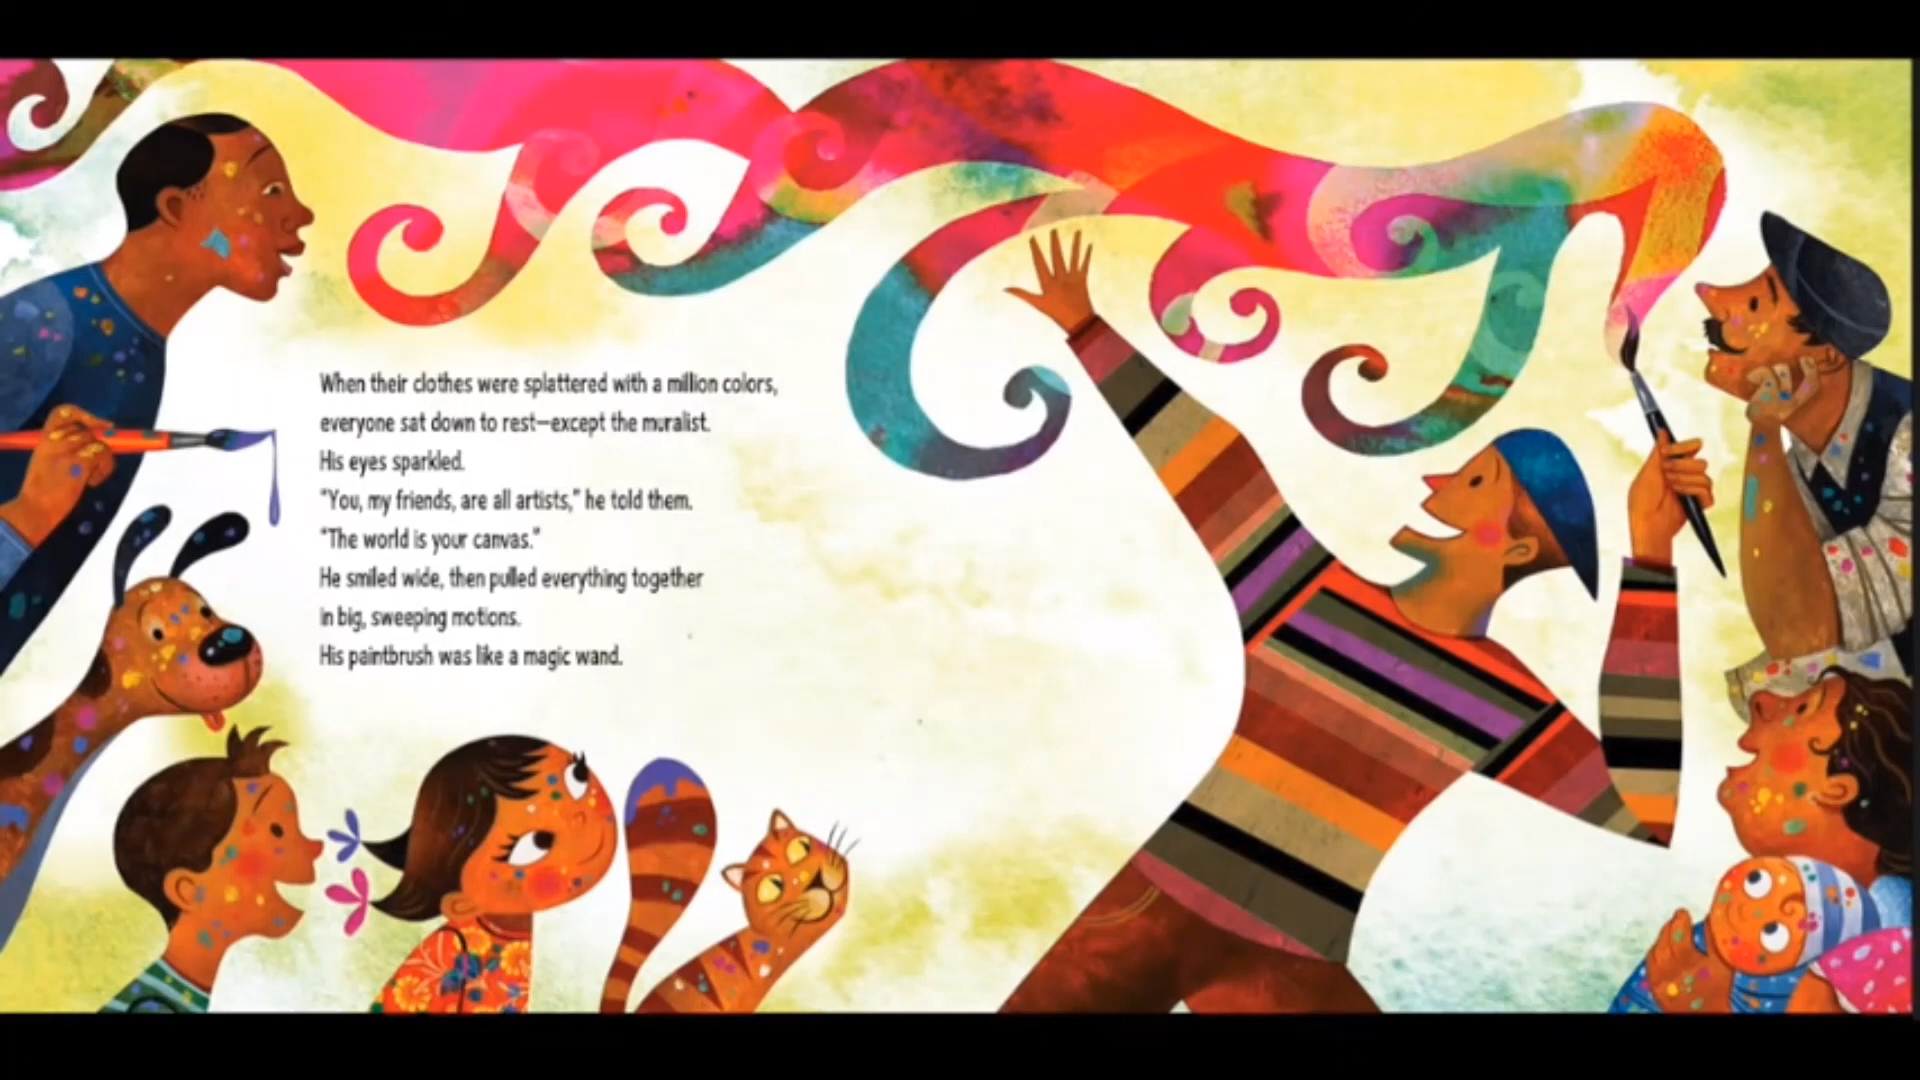 When their clothes were splattered with a million colors,
everyone sat down to rest—except the muralist.
His eyes sparkled.
"You, my friends, are all artists," he told them.
"The world is your canvas."
He smiled wide, then pulled everything together
in big, sweeping motions.
His paintbrush was like a magic wand.